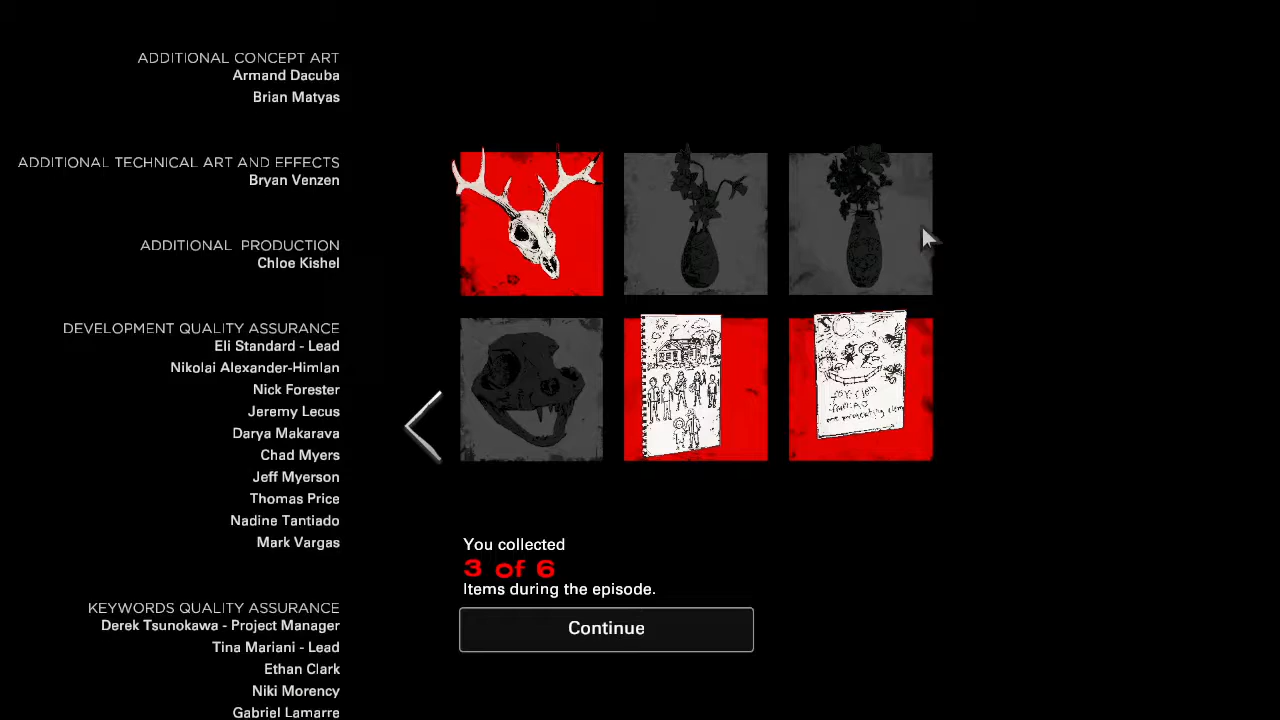 ADDITIONAL CONCEPT ART
Armand Dacuba
Brian Matyas
ADDITIONAL TECHNICAL ART AND EFFECTS
Bryan Venzen
ADDITIONAL PRODUCTION
Chloe Kishel
DEVELOPMENT QUALITY ASSURANCE
Eli Standard - Lead
Nikolai Alexander-Himlan
Nick Forester
Jeremy Lecus
Darya Makarava
Chad Myers
Jeff Myerson
Thomas Price
Nadine Tantiado
Mark Vargas
KEYWORDS QUALITY ASSURANCE
Derek Tsunokawa - Project Manager
Tina Mariani - Lead
Ethan Clark
Niki Morency
Gabriel Lamarre
You collected
3 of 6
Items during the episode.
Continue